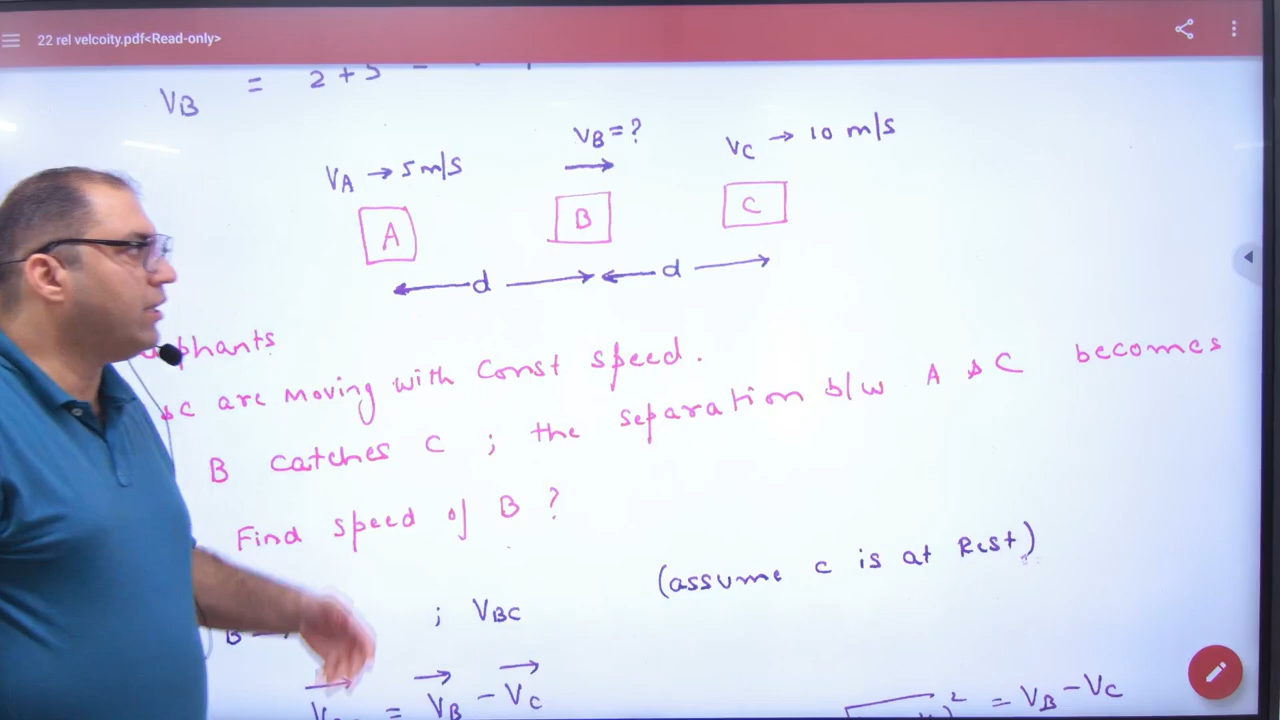 22 rel velcoity.pdf<Read-only>
VB = 2 + 5
VB = ?
VA → 5 m/s
VC → 10 m/s
A
B
C
d
d
phants
& C are moving with Const speed.
B catches C ; the separation b/w A & C becomes
Find speed of B ?
(assume C is at Rest)
B
; VBC
= VB - VC
2 = VB - VC